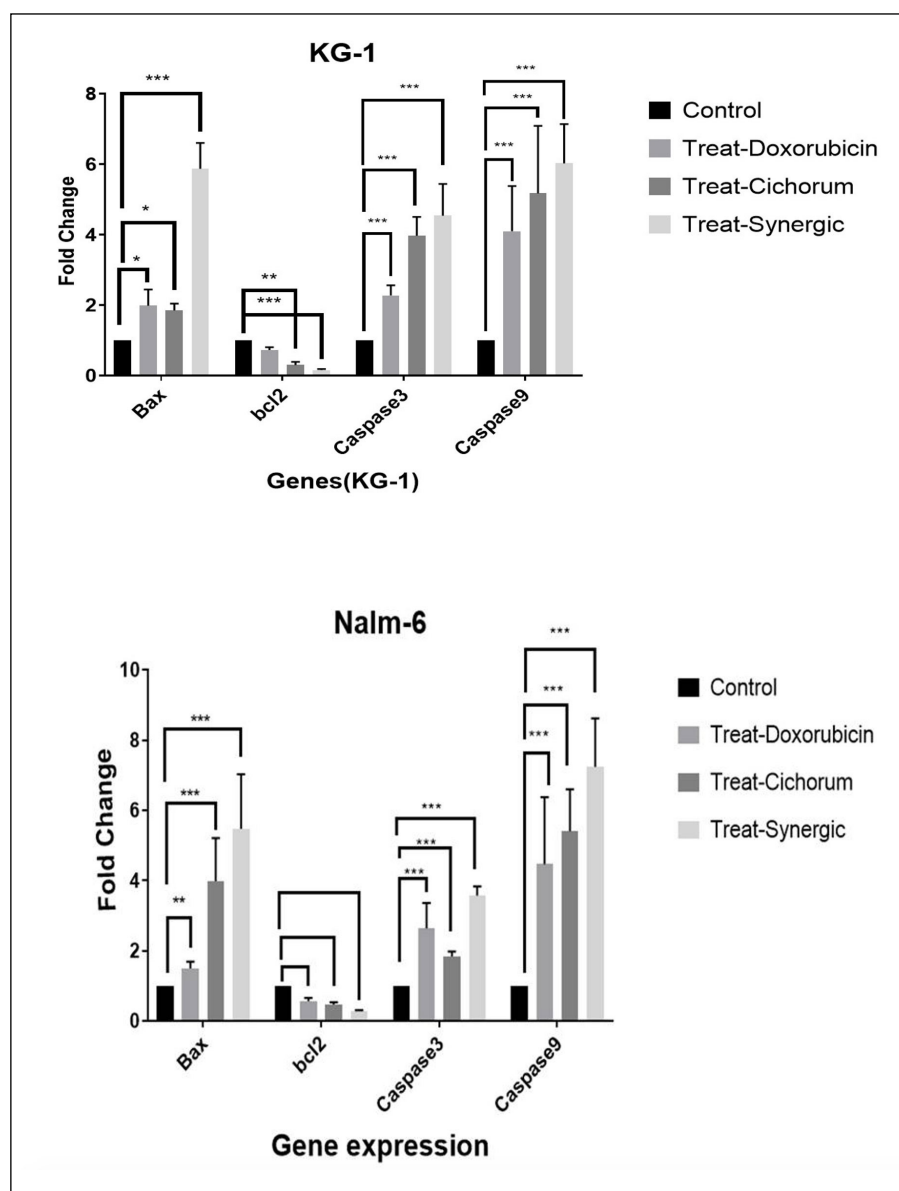 KG-1
***
***
***
***
***
***
***
*
*
**
***
8
6
4
2
0
Fold Change
Bax
bcl2
Caspase3
Caspase9
Genes(KG-1)
Control
Treat-Doxorubicin
Treat-Cichorum
Treat-Synergic
Nalm-6
***
***
***
***
***
***
***
***
**
10
8
6
4
2
0
Fold Change
Bax
bcl2
Caspase3
Caspase9
Gene expression
Control
Treat-Doxorubicin
Treat-Cichorum
Treat-Synergic